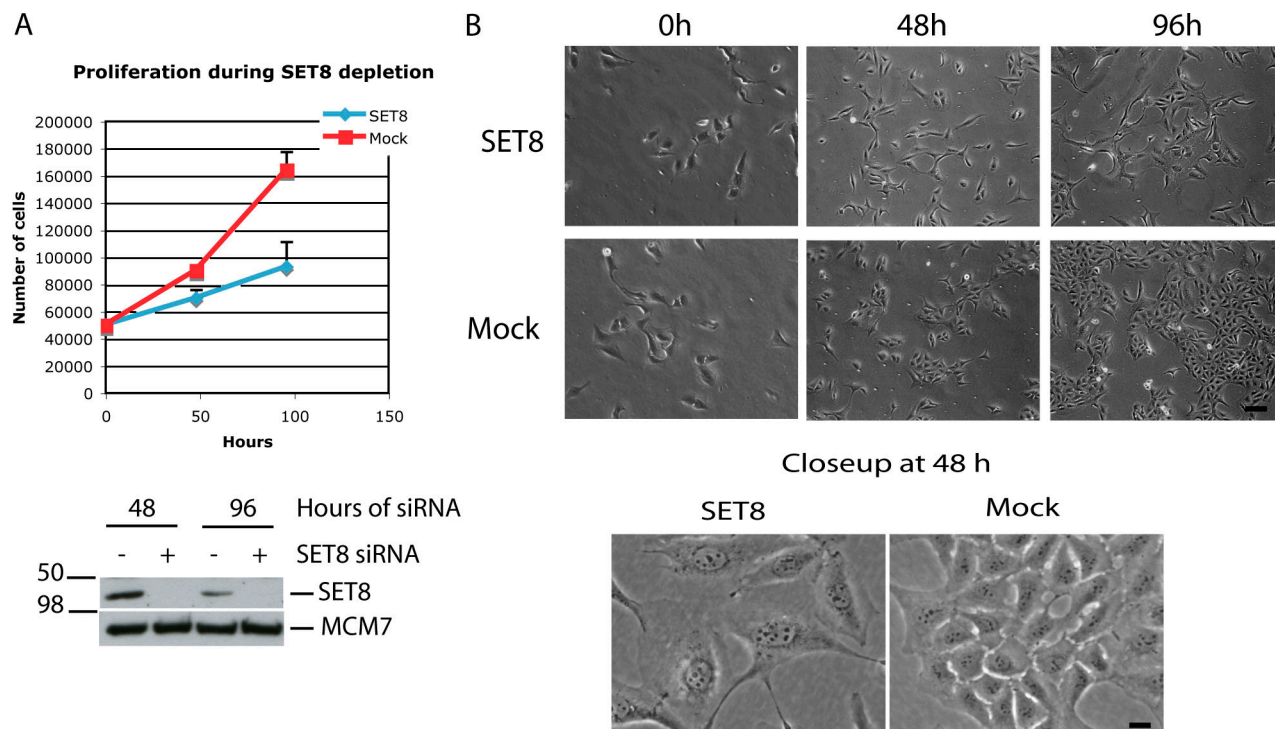 A
Proliferation during SET8 depletion
SET8
Mock
200000
180000
160000
140000
120000
100000
80000
60000
40000
20000
0
Number of cells
0 50 100 150
Hours
48 96 Hours of siRNA
- + - + SET8 siRNA
50
SET8
98
MCM7
B
0h 48h 96h
SET8
Mock
Closeup at 48 h
SET8 Mock